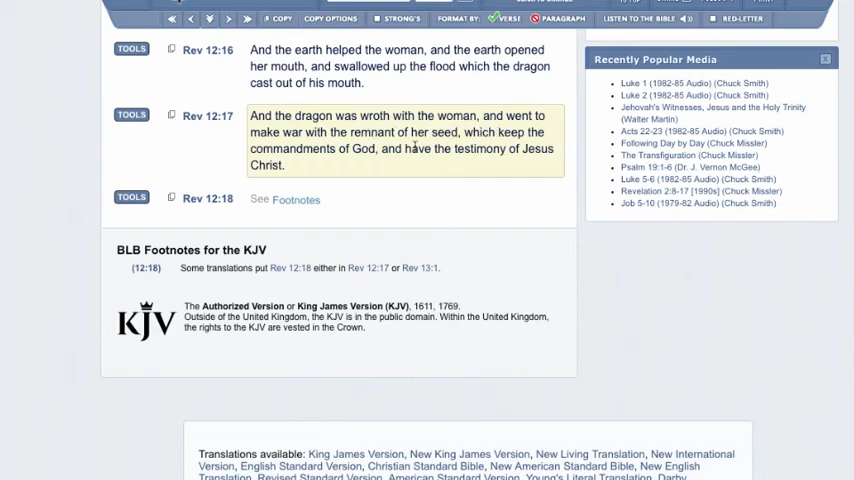 COPY COPY OPTIONS STRONG'S FORMAT BY: VERSE PARAGRAPH LISTEN TO THE BIBLE RED-LETTER
TOOLS Rev 12:16 And the earth helped the woman, and the earth opened
her mouth, and swallowed up the flood which the dragon
cast out of his mouth.
TOOLS Rev 12:17 And the dragon was wroth with the woman, and went to
make war with the remnant of her seed, which keep the
commandments of God, and have the testimony of Jesus
Christ.
TOOLS Rev 12:18 See Footnotes
BLB Footnotes for the KJV
(12:18) Some translations put Rev 12:18 either in Rev 12:17 or Rev 13:1.
KJV
The Authorized Version or King James Version (KJV), 1611, 1769.
Outside of the United Kingdom, the KJV is in the public domain. Within the United Kingdom,
the rights to the KJV are vested in the Crown.
Recently Popular Media
Luke 1 (1982-85 Audio) (Chuck Smith)
Luke 2 (1982-85 Audio) (Chuck Smith)
Jehovah's Witnesses, Jesus and the Holy Trinity
(Walter Martin)
Acts 22-23 (1982-85 Audio) (Chuck Smith)
Following Day by Day (Chuck Missler)
The Transfiguration (Chuck Missler)
Psalm 19:1-6 (Dr. J. Vernon McGee)
Luke 5-6 (1982-85 Audio) (Chuck Smith)
Revelation 2:8-17 [1990s] (Chuck Missler)
Job 5-10 (1979-82 Audio) (Chuck Smith)
Translations available: King James Version, New King James Version, New Living Translation, New International
Version, English Standard Version, Christian Standard Bible, New American Standard Bible, New English
Translation, Revised Standard Version, American Standard Version, Young's Literal Translation, Darby